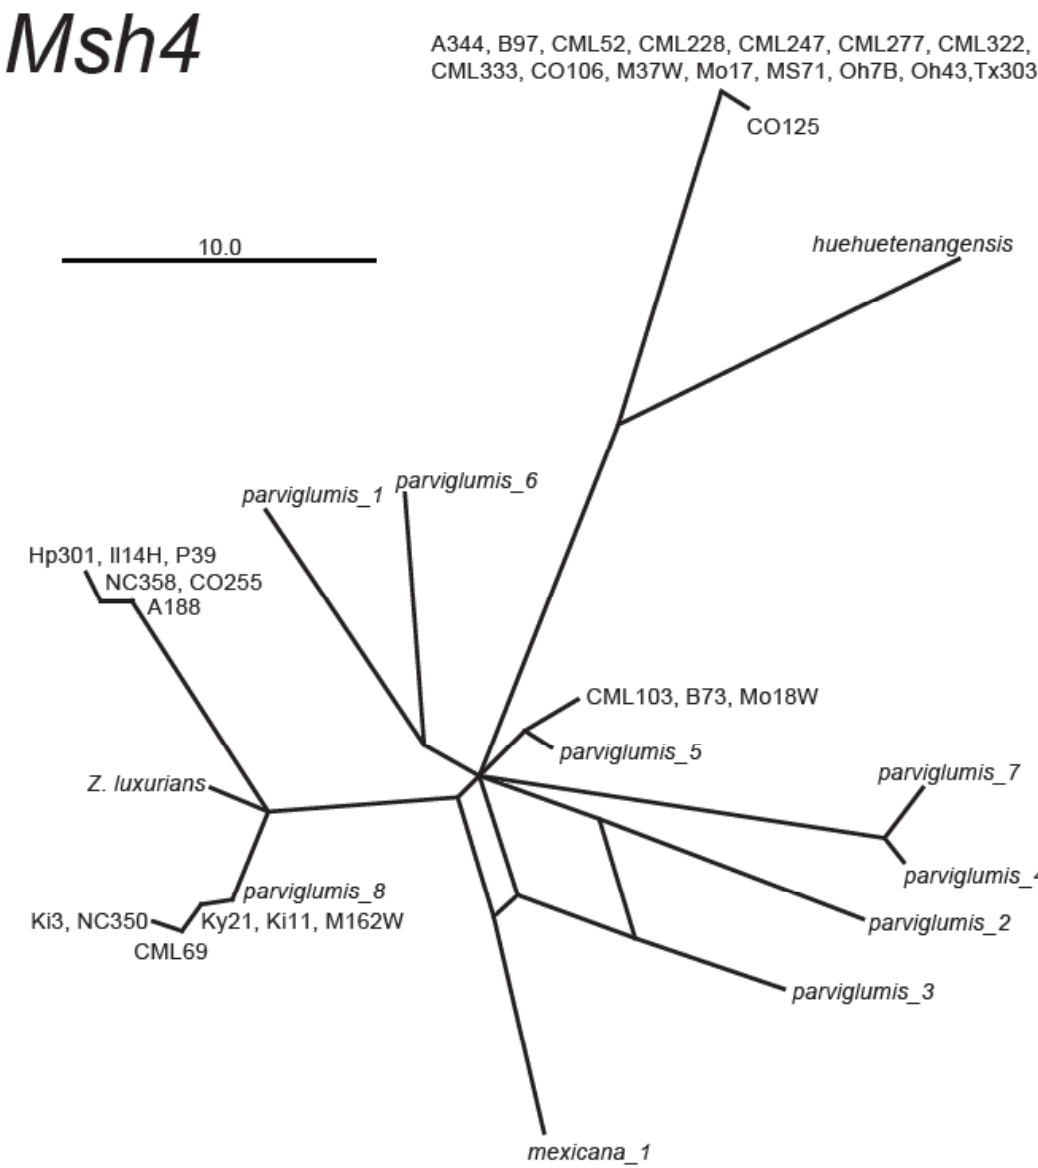 Msh4
A344, B97, CML52, CML228, CML247, CML277, CML322,
CML333, CO106, M37W, Mo17, MS71, Oh7B, Oh43,Tx303
CO125
10.0
huehuetenangensis
parviglumis_1
parviglumis_6
Hp301, Il14H, P39
NC358, CO255
A188
CML103, B73, Mo18W
parviglumis_5
Z. luxurians
parviglumis_7
parviglumis_4
parviglumis_8
Ki3, NC350
Ky21, Ki11, M162W
CML69
parviglumis_2
parviglumis_3
mexicana_1